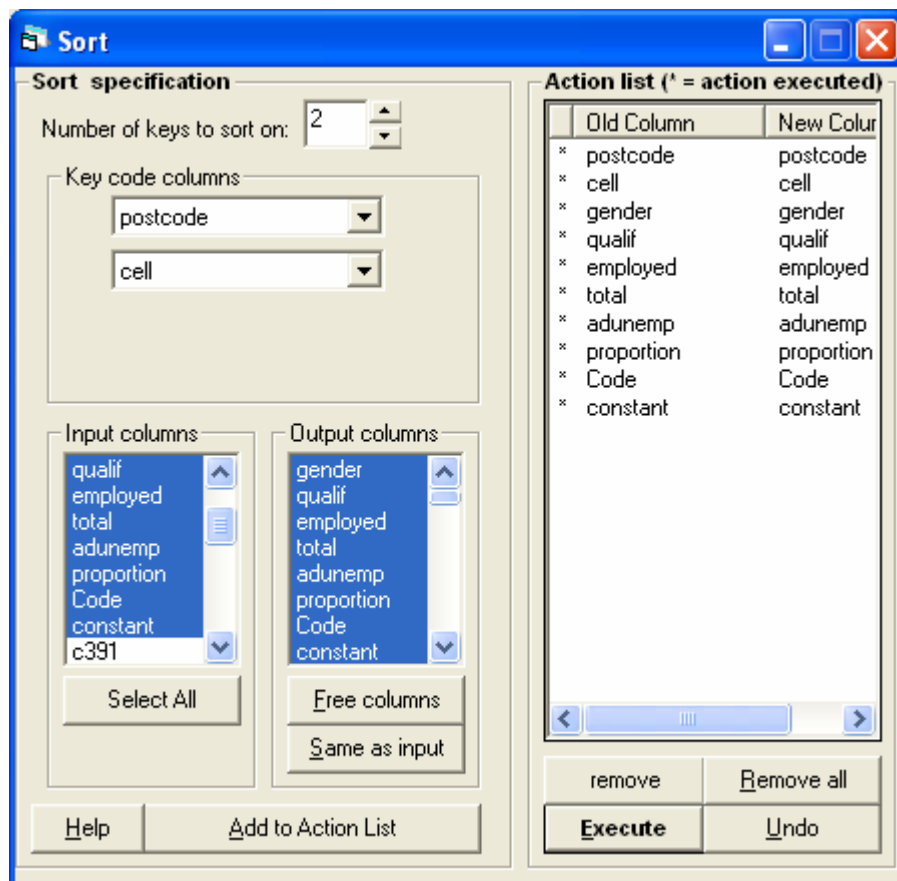 Sort
Sort specification
Number of keys to sort on: 2
Key code columns
postcode
cell
Input columns
qualif
employed
total
adunemp
proportion
Code
constant
c391
Select All
Output columns
gender
qualif
employed
total
adunemp
proportion
Code
constant
Free columns
Same as input
Help
Add to Action List
Action list (* = action executed)
Old Column New Colur
* postcode postcode
* cell cell
* gender gender
* qualif qualif
* employed employed
* total total
* adunemp adunemp
* proportion proportion
* Code Code
* constant constant
remove
Remove all
Execute
Undo